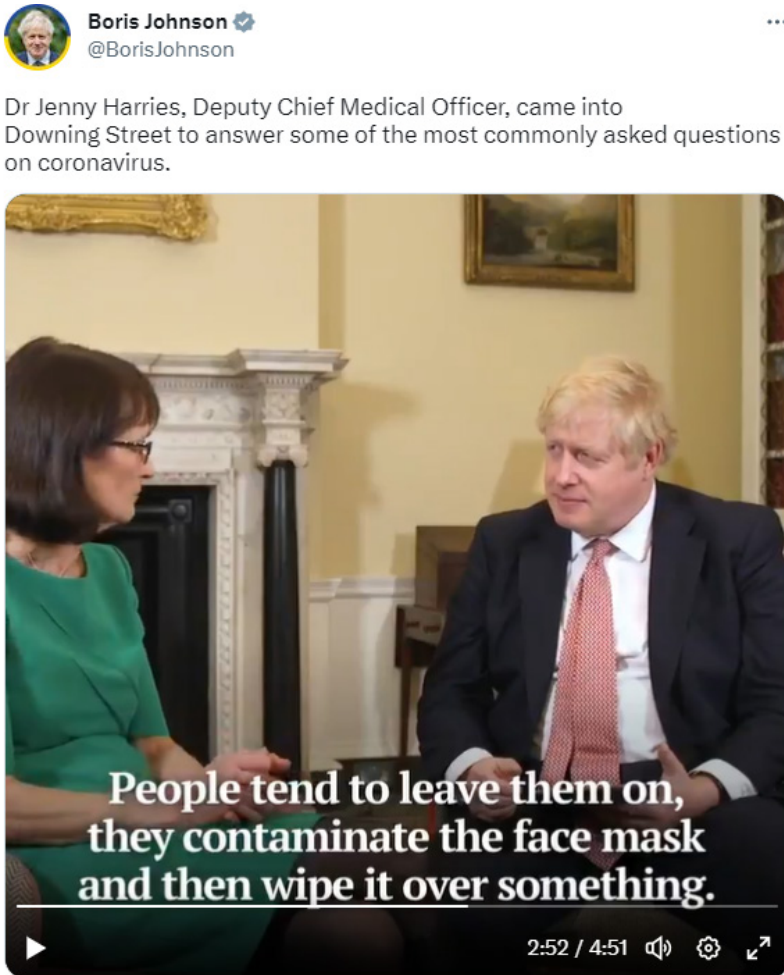 Boris Johnson
@BorisJohnson
Dr Jenny Harries, Deputy Chief Medical Officer, came into
Downing Street to answer some of the most commonly asked questions
on coronavirus.
People tend to leave them on,
they contaminate the face mask
and then wipe it over something.
2:52 / 4:51